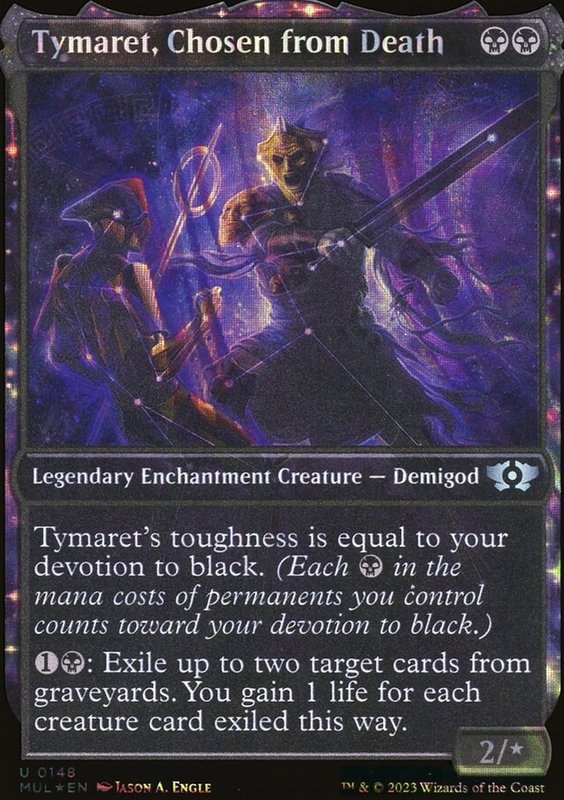 Tymaret, Chosen from Death
Legendary Enchantment Creature — Demigod
Tymaret's toughness is equal to your
devotion to black. (Each in the
mana costs of permanents you control
counts toward your devotion to black.)
1: Exile up to two target cards from
graveyards. You gain 1 life for each
creature card exiled this way.
2/★
U 0148
MUL ★ EN Jason A. Engle
™ & © 2023 Wizards of the Coast